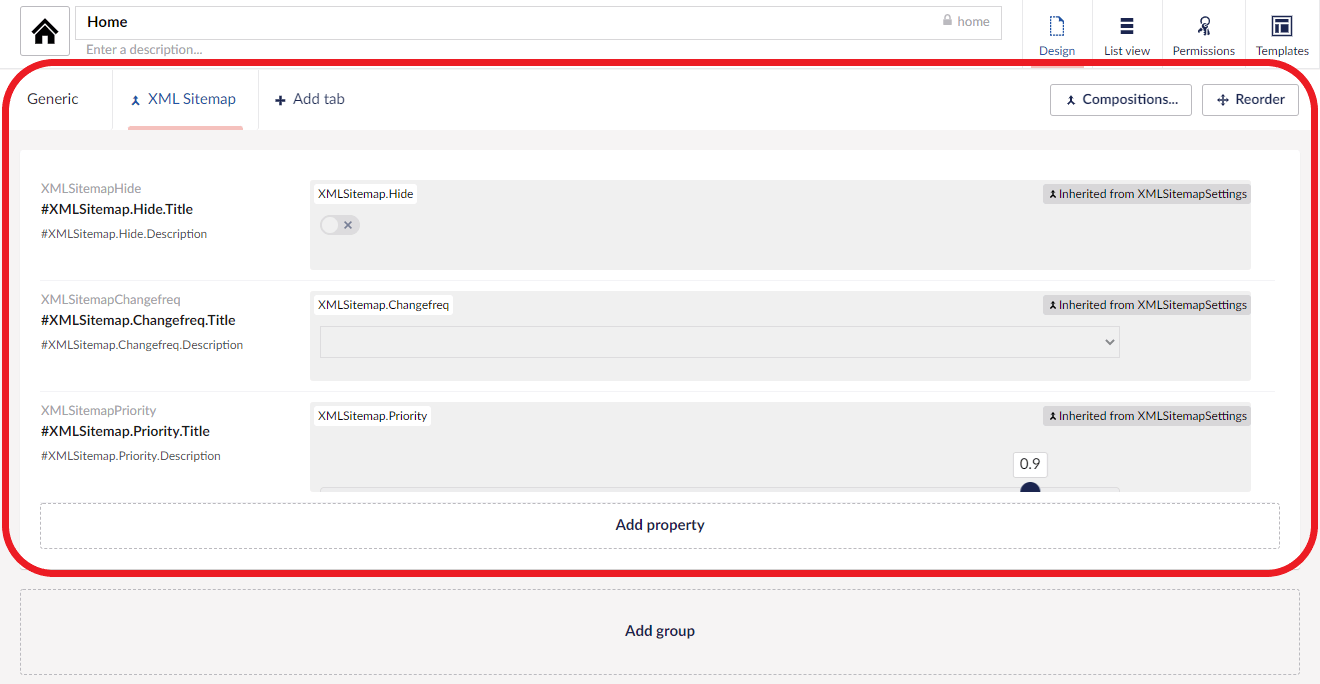 Home
home
Enter a description...
Design
List view
Permissions
Templates
Generic
XML Sitemap
Add tab
Compositions...
Reorder
XMLSitemapHide
#XMLSitemap.Hide.Title
#XMLSitemap.Hide.Description
XMLSitemap.Hide
Inherited from XMLSitemapSettings
XMLSitemapChangefreq
#XMLSitemap.Changefreq.Title
#XMLSitemap.Changefreq.Description
XMLSitemap.Changefreq
Inherited from XMLSitemapSettings
XMLSitemapPriority
#XMLSitemap.Priority.Title
#XMLSitemap.Priority.Description
XMLSitemap.Priority
Inherited from XMLSitemapSettings
0.9
Add property
Add group